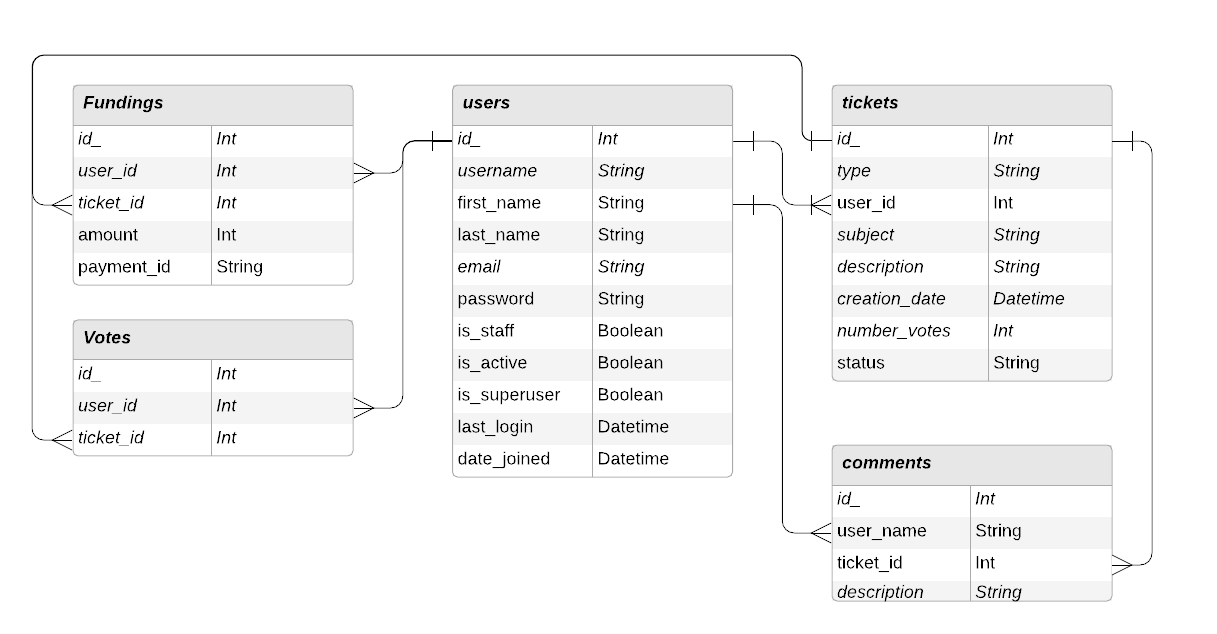 Fundings
id_ Int
user_id Int
ticket_id Int
amount Int
payment_id String
Votes
id_ Int
user_id Int
ticket_id Int
users
id_ Int
username String
first_name String
last_name String
email String
password String
is_staff Boolean
is_active Boolean
is_superuser Boolean
last_login Datetime
date_joined Datetime
tickets
id_ Int
type String
user_id Int
subject String
description String
creation_date Datetime
number_votes Int
status String
comments
id_ Int
user_name String
ticket_id Int
description String